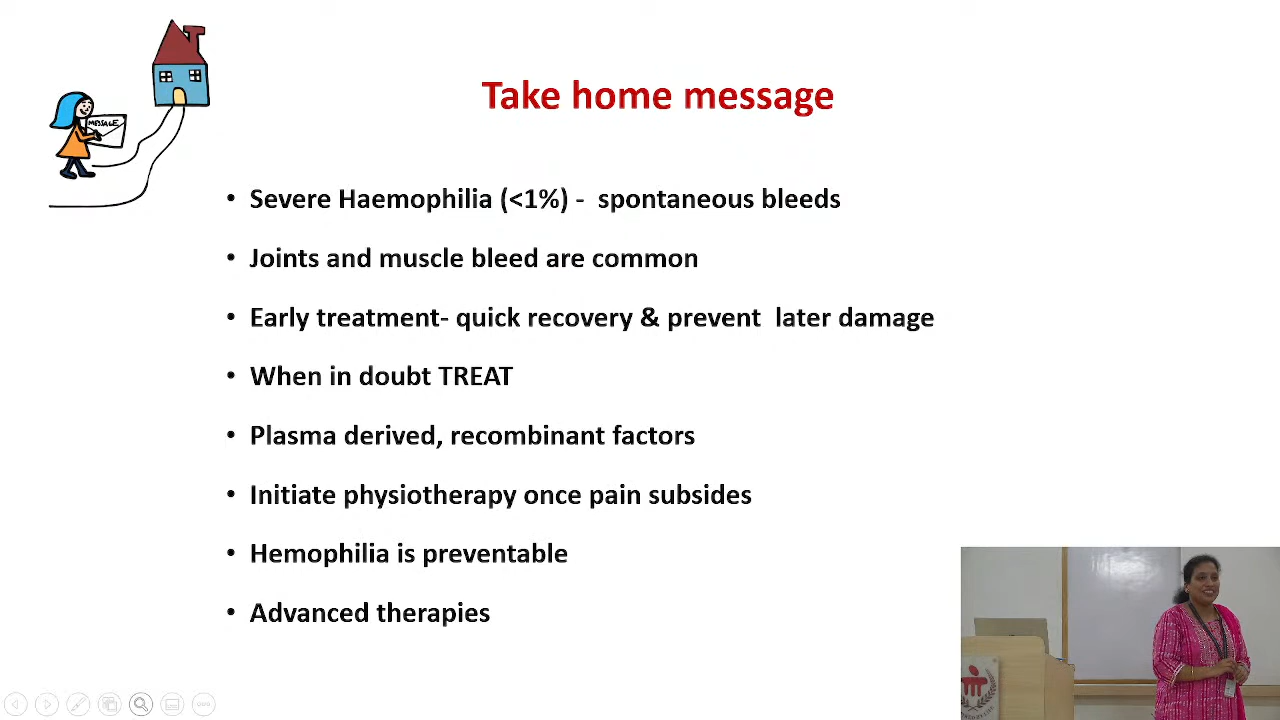 MESSAGE
Take home message
• Severe Haemophilia (<1%) -  spontaneous bleeds
• Joints and muscle bleed are common
• Early treatment- quick recovery & prevent  later damage
• When in doubt TREAT
• Plasma derived, recombinant factors
• Initiate physiotherapy once pain subsides
• Hemophilia is preventable
• Advanced therapies